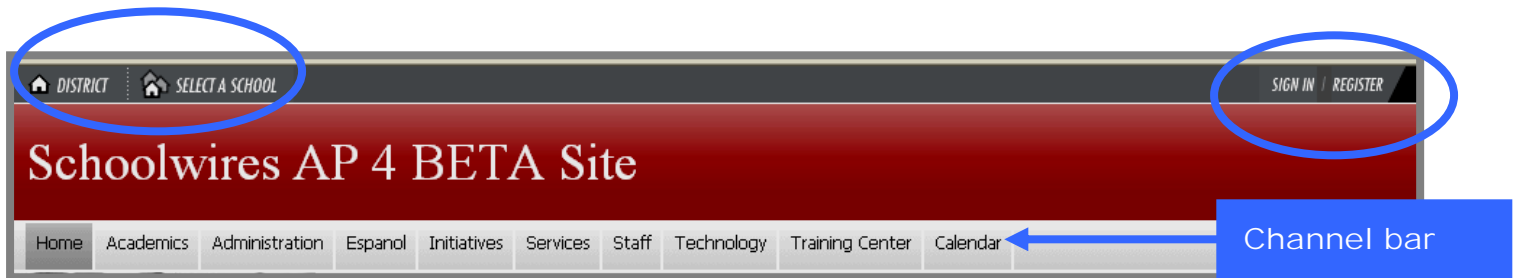 DISTRICT SELECT A SCHOOL SIGN IN / REGISTER
Schoolwires AP 4 BETA Site
Home Academics Administration Espanol Initiatives Services Staff Technology Training Center Calendar
Channel bar